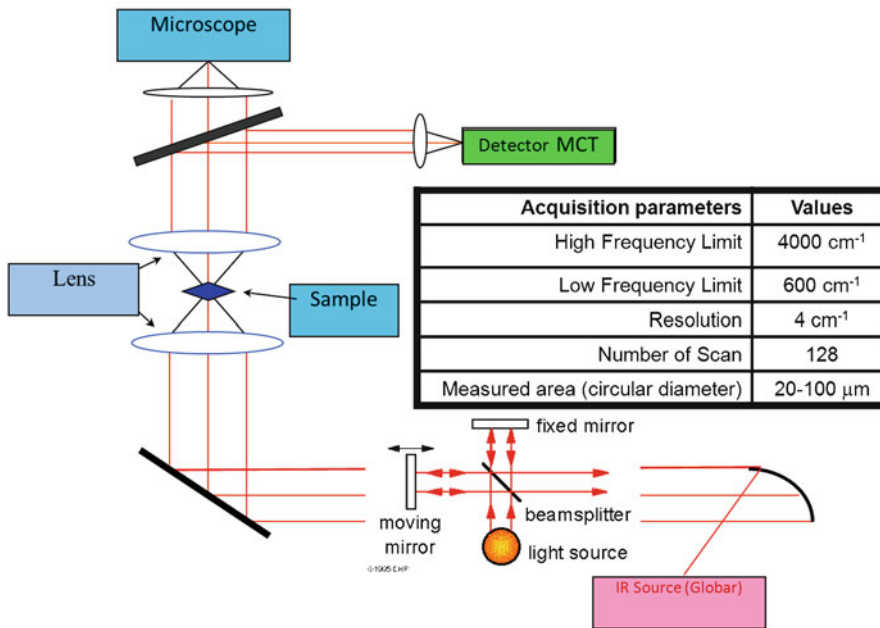 Microscope
Detector MCT
Acquisition parameters Values
High Frequency Limit 4000 cm⁻¹
Low Frequency Limit 600 cm⁻¹
Resolution 4 cm⁻¹
Number of Scan 128
Measured area (circular diameter) 20-100 μm
Lens
Sample
fixed mirror
beamsplitter
moving
mirror
light source
©1995 CHP
IR Source (Globar)